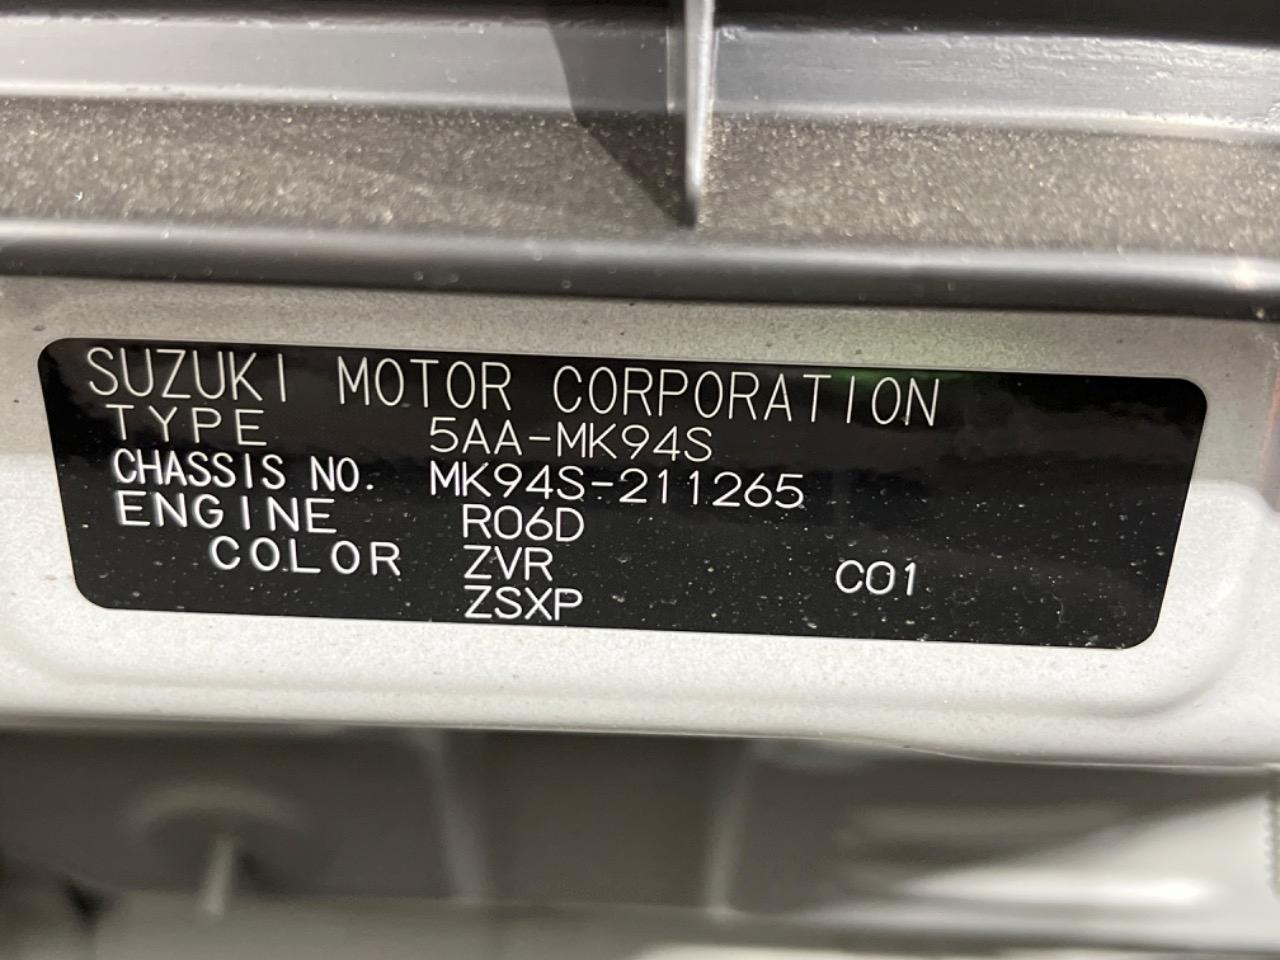 SUZUKI MOTOR CORPORATION
TYPE 5AA-MK94S
CHASSIS NO. MK94S-211265
ENGINE R06D
COLOR ZVR C01
ZSXP